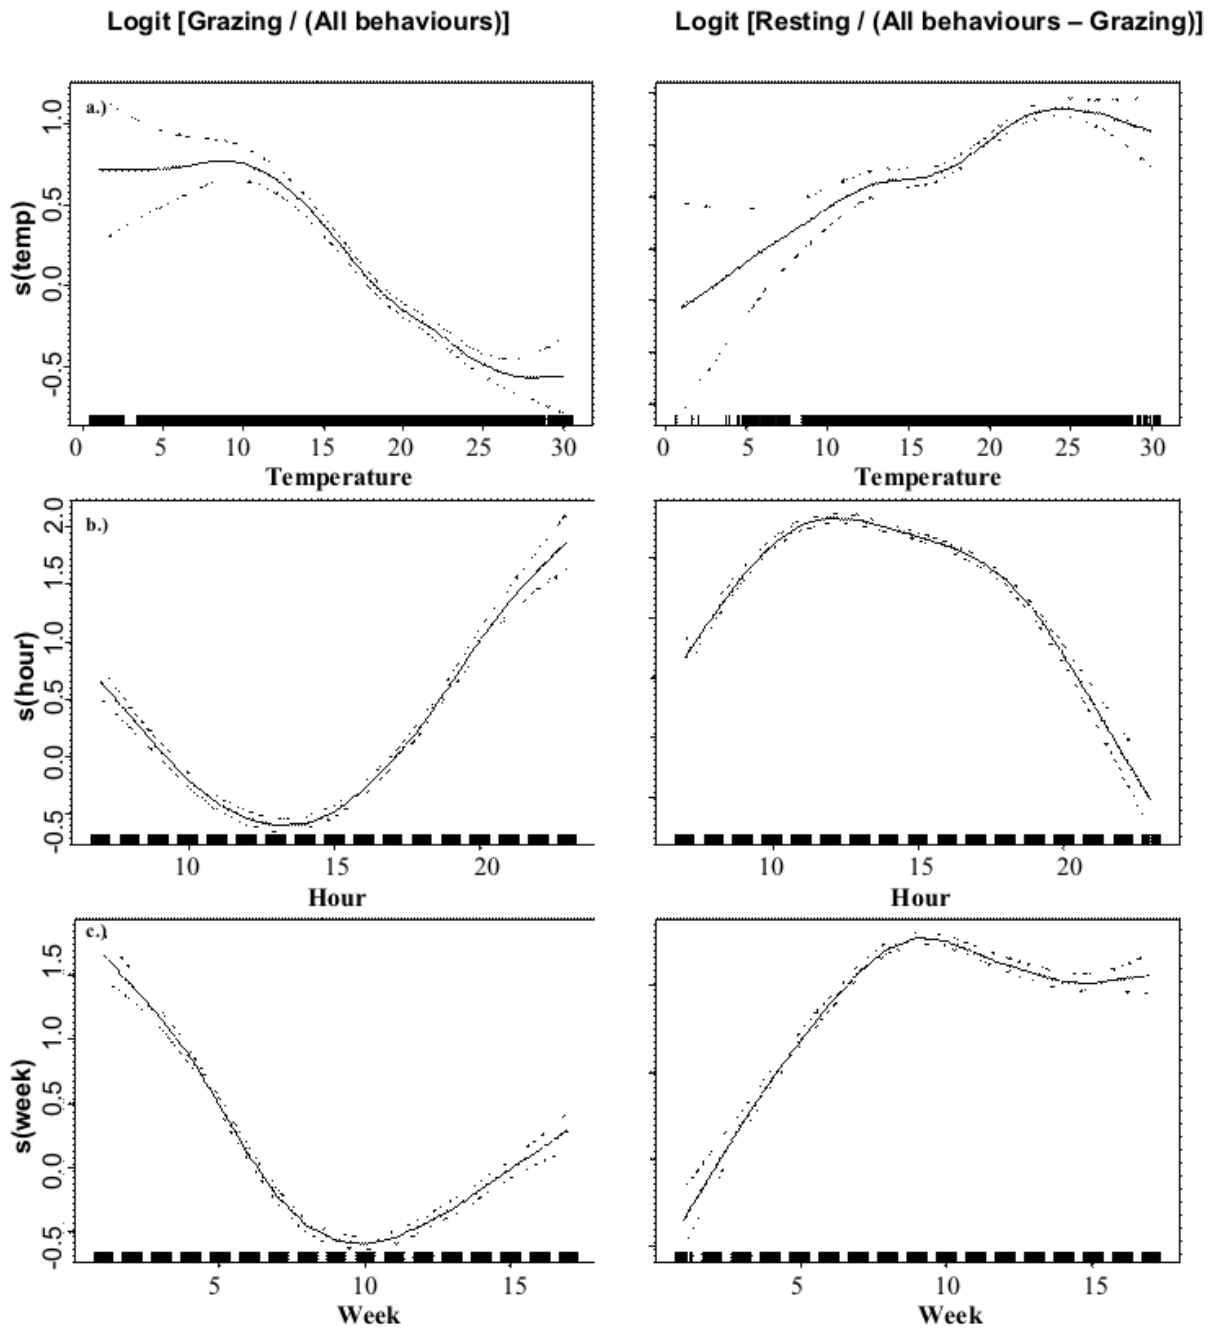 Logit [Grazing / (All behaviours)]
Logit [Resting / (All behaviours – Grazing)]
a.)
s(temp)
1.0
0.5
0.0
-0.5
0 5 10 15 20 25 30
Temperature
0 5 10 15 20 25 30
Temperature
b.)
s(hour)
2.0
1.5
1.0
0.5
0.0
-0.5
10 15 20
Hour
10 15 20
Hour
c.)
s(week)
1.5
1.0
0.5
0.0
-0.5
5 10 15
Week
5 10 15
Week